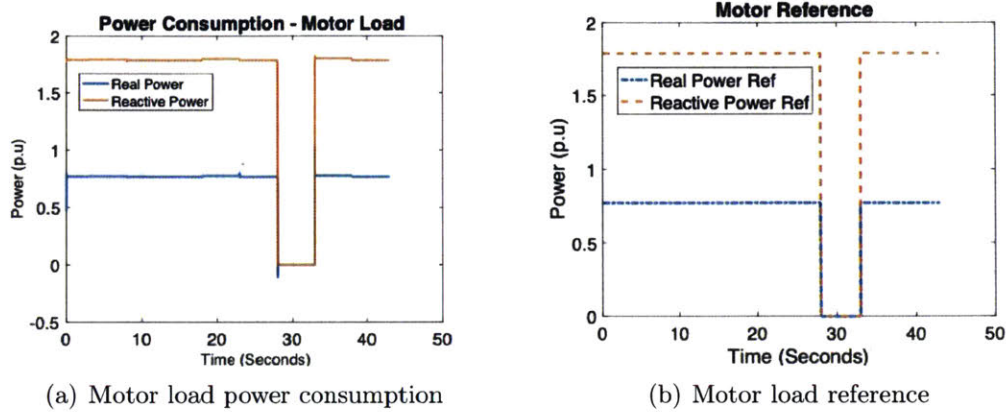 Power Consumption - Motor Load
2
1.5
1
0.5
0
-0.5
Power (p.u)
Real Power
Reactive Power
0 10 20 30 40 50
Time (Seconds)
(a) Motor load power consumption
Motor Reference
2
1.5
1
0.5
0
Power (p.u)
Real Power Ref
Reactive Power Ref
0 10 20 30 40 50
Time (Seconds)
(b) Motor load reference